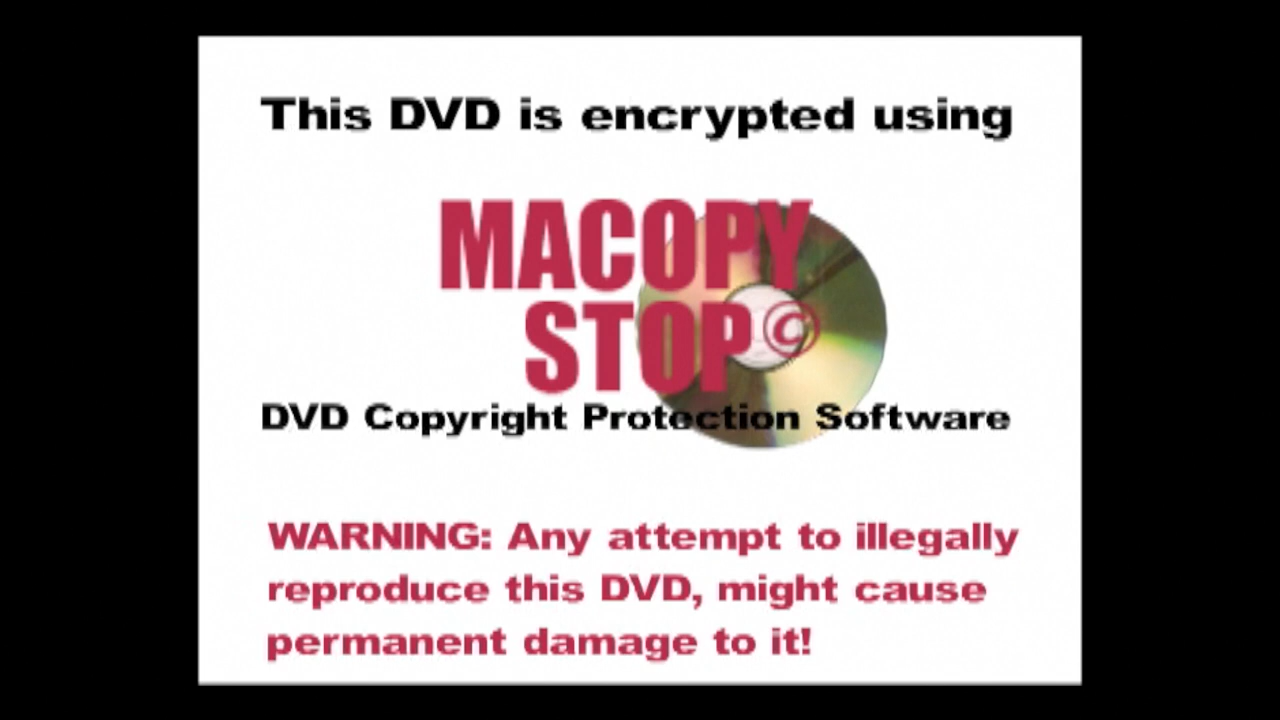 This DVD is encrypted using
MACOPY
STOP©
DVD Copyright Protection Software
WARNING: Any attempt to illegally
reproduce this DVD, might cause
permanent damage to it!